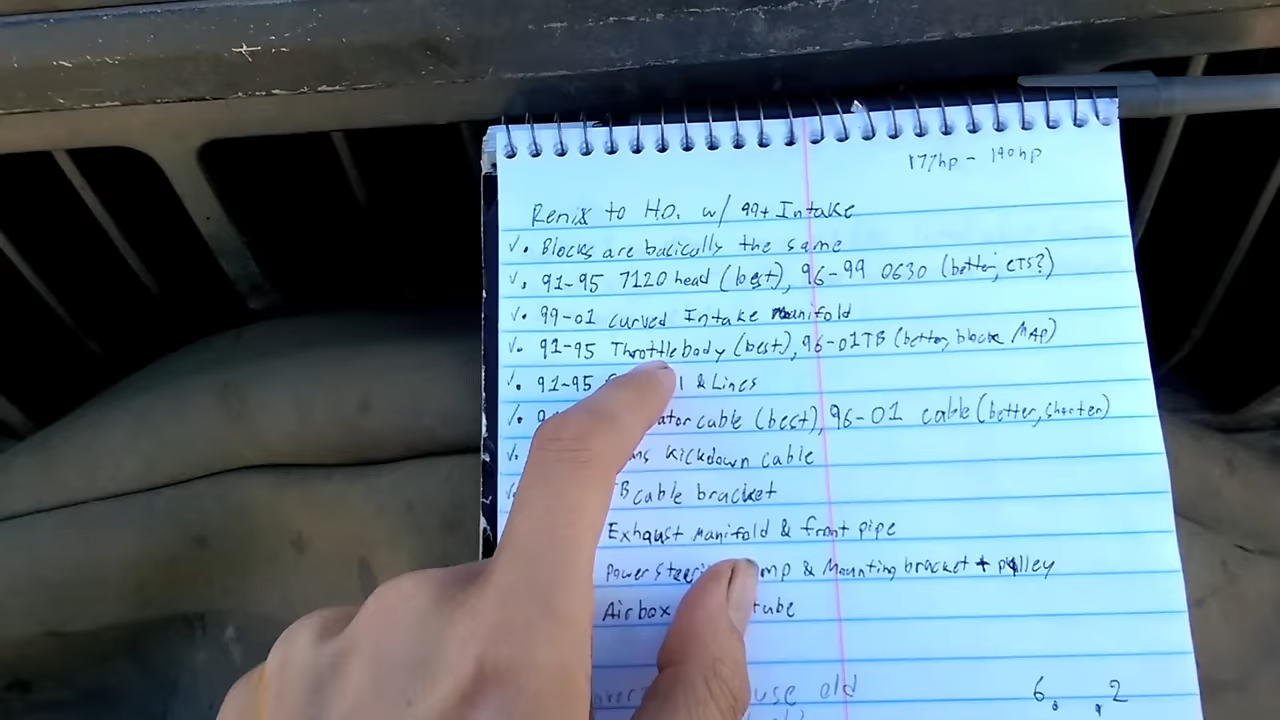 177hp - 190hp
Renix to H.O. w/ 99+ Intake
✓. Blocks are basically the same
✓. 91-95 7120 head (best), 96-99 0630 (better, CTS?)
✓. 99-01 curved Intake Manifold
✓. 91-95 Throttlebody (best), 96-01 TB (better, blocks MAP)
✓. 91-95 & Lines
cable (best), 96-01 cable (better, shorter)
Kickdown cable
cable bracket
Exhaust Manifold & front pipe
Power & Mounting bracket + pulley
Airbox tube
use old
6. .2